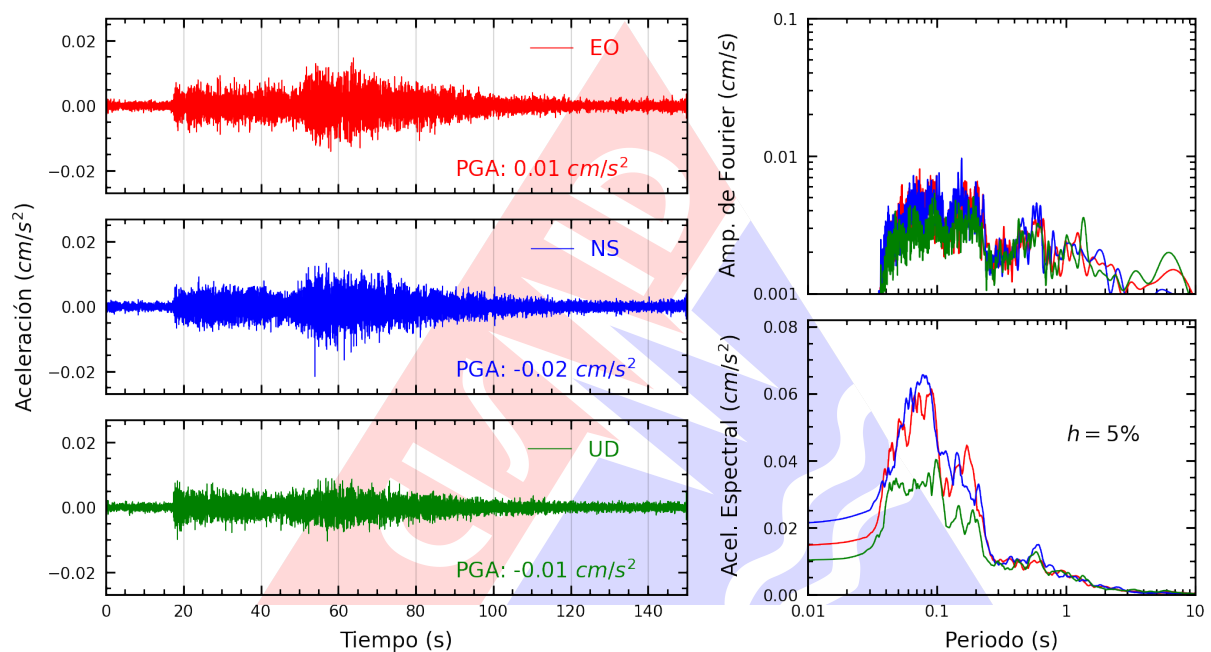 Aceleración (cm/s²)
0.02
0.00
−0.02
EO
PGA: 0.01 cm/s²
0.02
0.00
−0.02
NS
PGA: -0.02 cm/s²
0.02
0.00
−0.02
UD
PGA: -0.01 cm/s²
0 20 40 60 80 100 120 140
Tiempo (s)
Amp. de Fourier (cm/s)
0.1
0.01
0.001
Acel. Espectral (cm/s²)
0.08
0.06
0.04
0.02
0.00
h = 5%
0.01 0.1 1 10
Periodo (s)